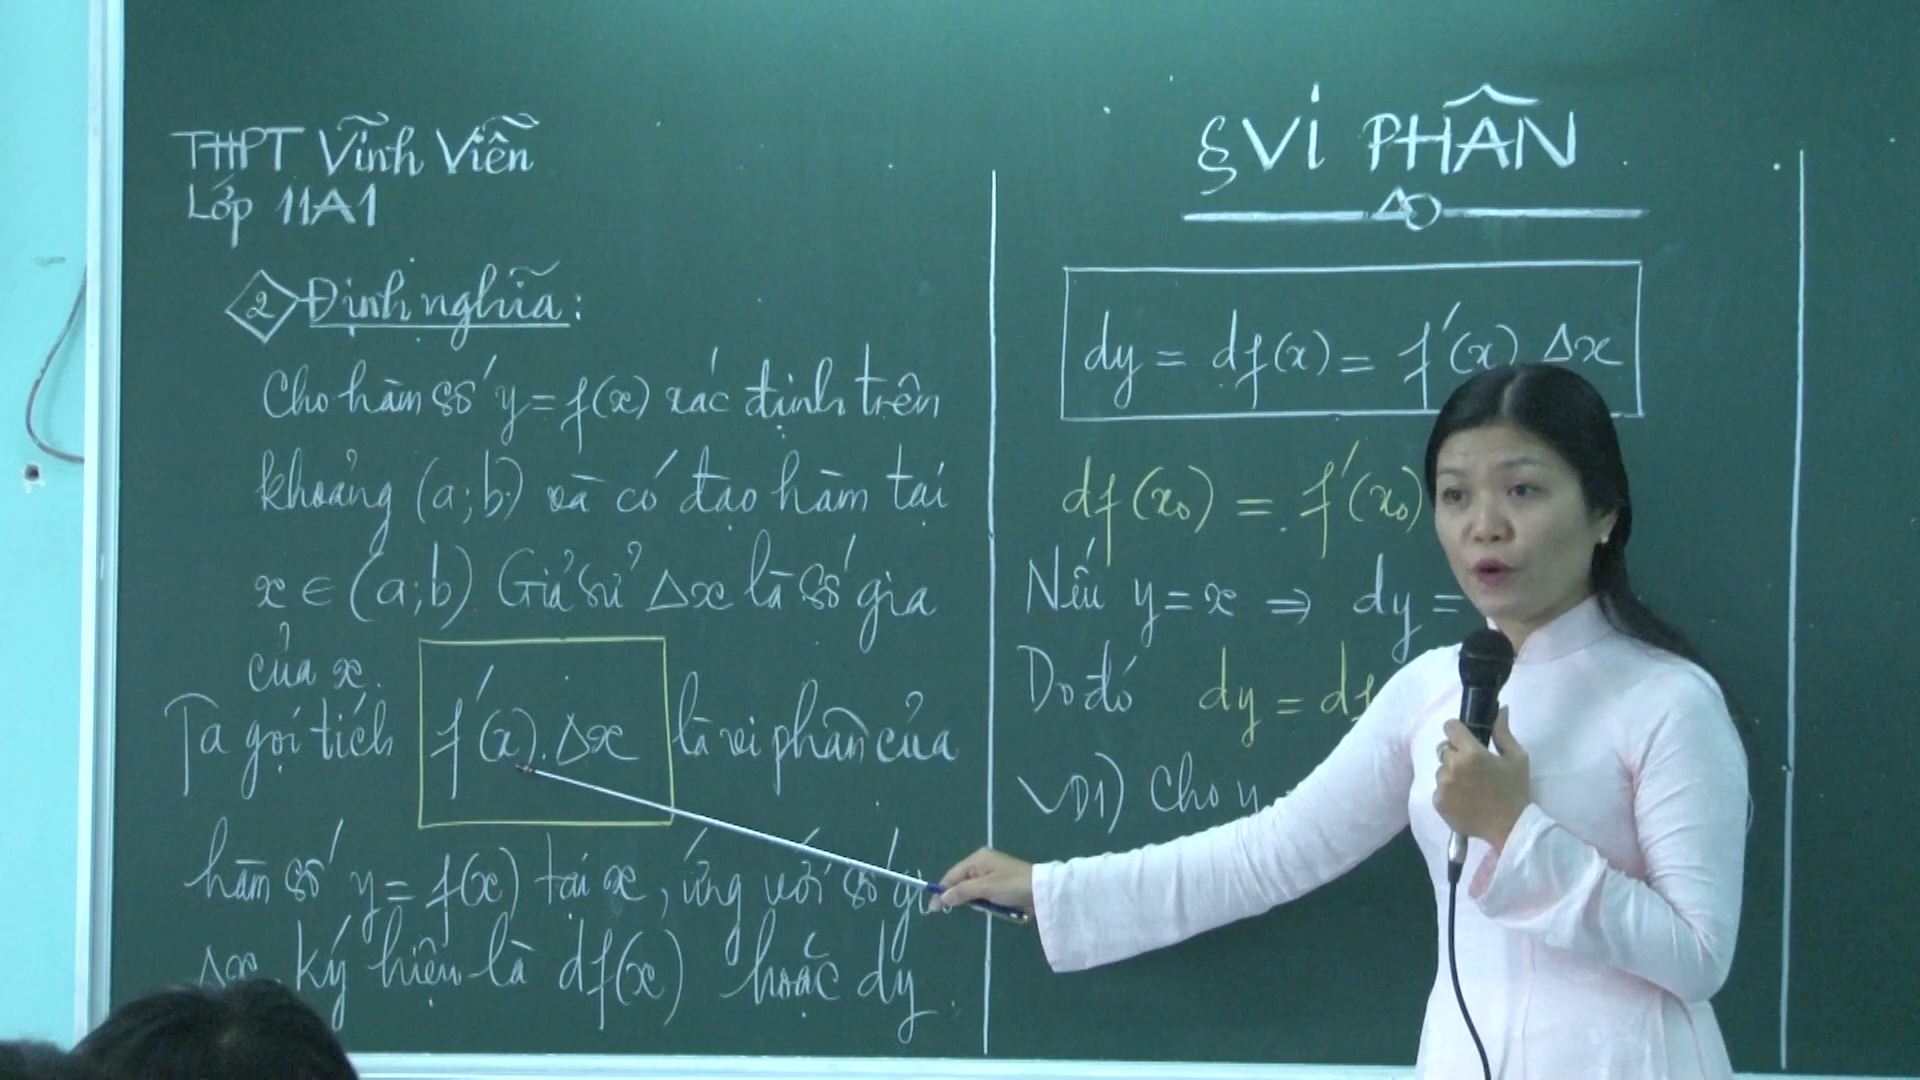 THPT Vĩnh Viễn
Lớp 11A1
2 Định nghĩa:
Cho hàm số y = f(x) xác định trên
khoảng (a;b) và có đạo hàm tại
x ∈ (a;b). Giả sử Δx là số gia
của x.
Ta gọi tích f'(x).Δx là vi phân của
hàm số y = f(x) tại x, ứng với số gia
Δx. Ký hiệu là df(x) hoặc dy.
§ VI PHÂN
dy = df(x) = f'(x).Δx
df(x₀) = f'(x₀)
Nếu y = x ⇒ dy =
Do đó dy = df
VD1) Cho y